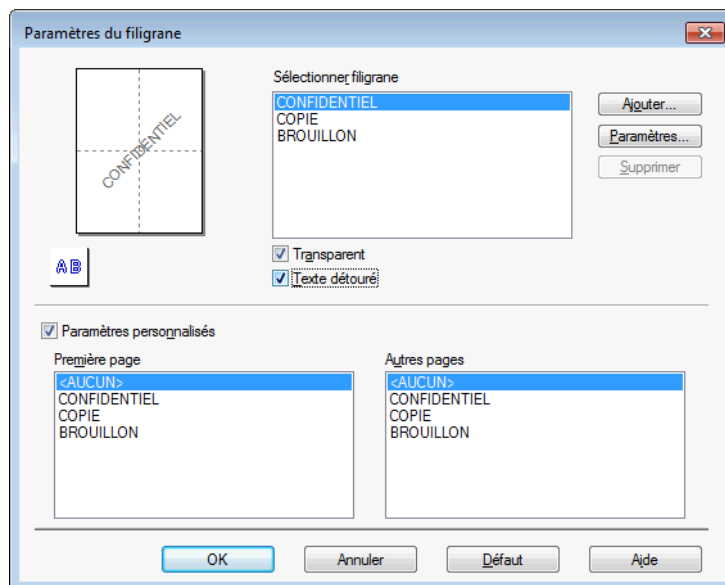 Paramètres du filigrane
Sélectionner filigrane
CONFIDENTIEL
CONFIDENTIEL
COPIE
BROUILLON
Ajouter...
Paramètres...
Supprimer
AB
Transparent
Texte détouré
Paramètres personnalisés
Première page
<AUCUN>
CONFIDENTIEL
COPIE
BROUILLON
Autres pages
<AUCUN>
CONFIDENTIEL
COPIE
BROUILLON
OK
Annuler
Défaut
Aide